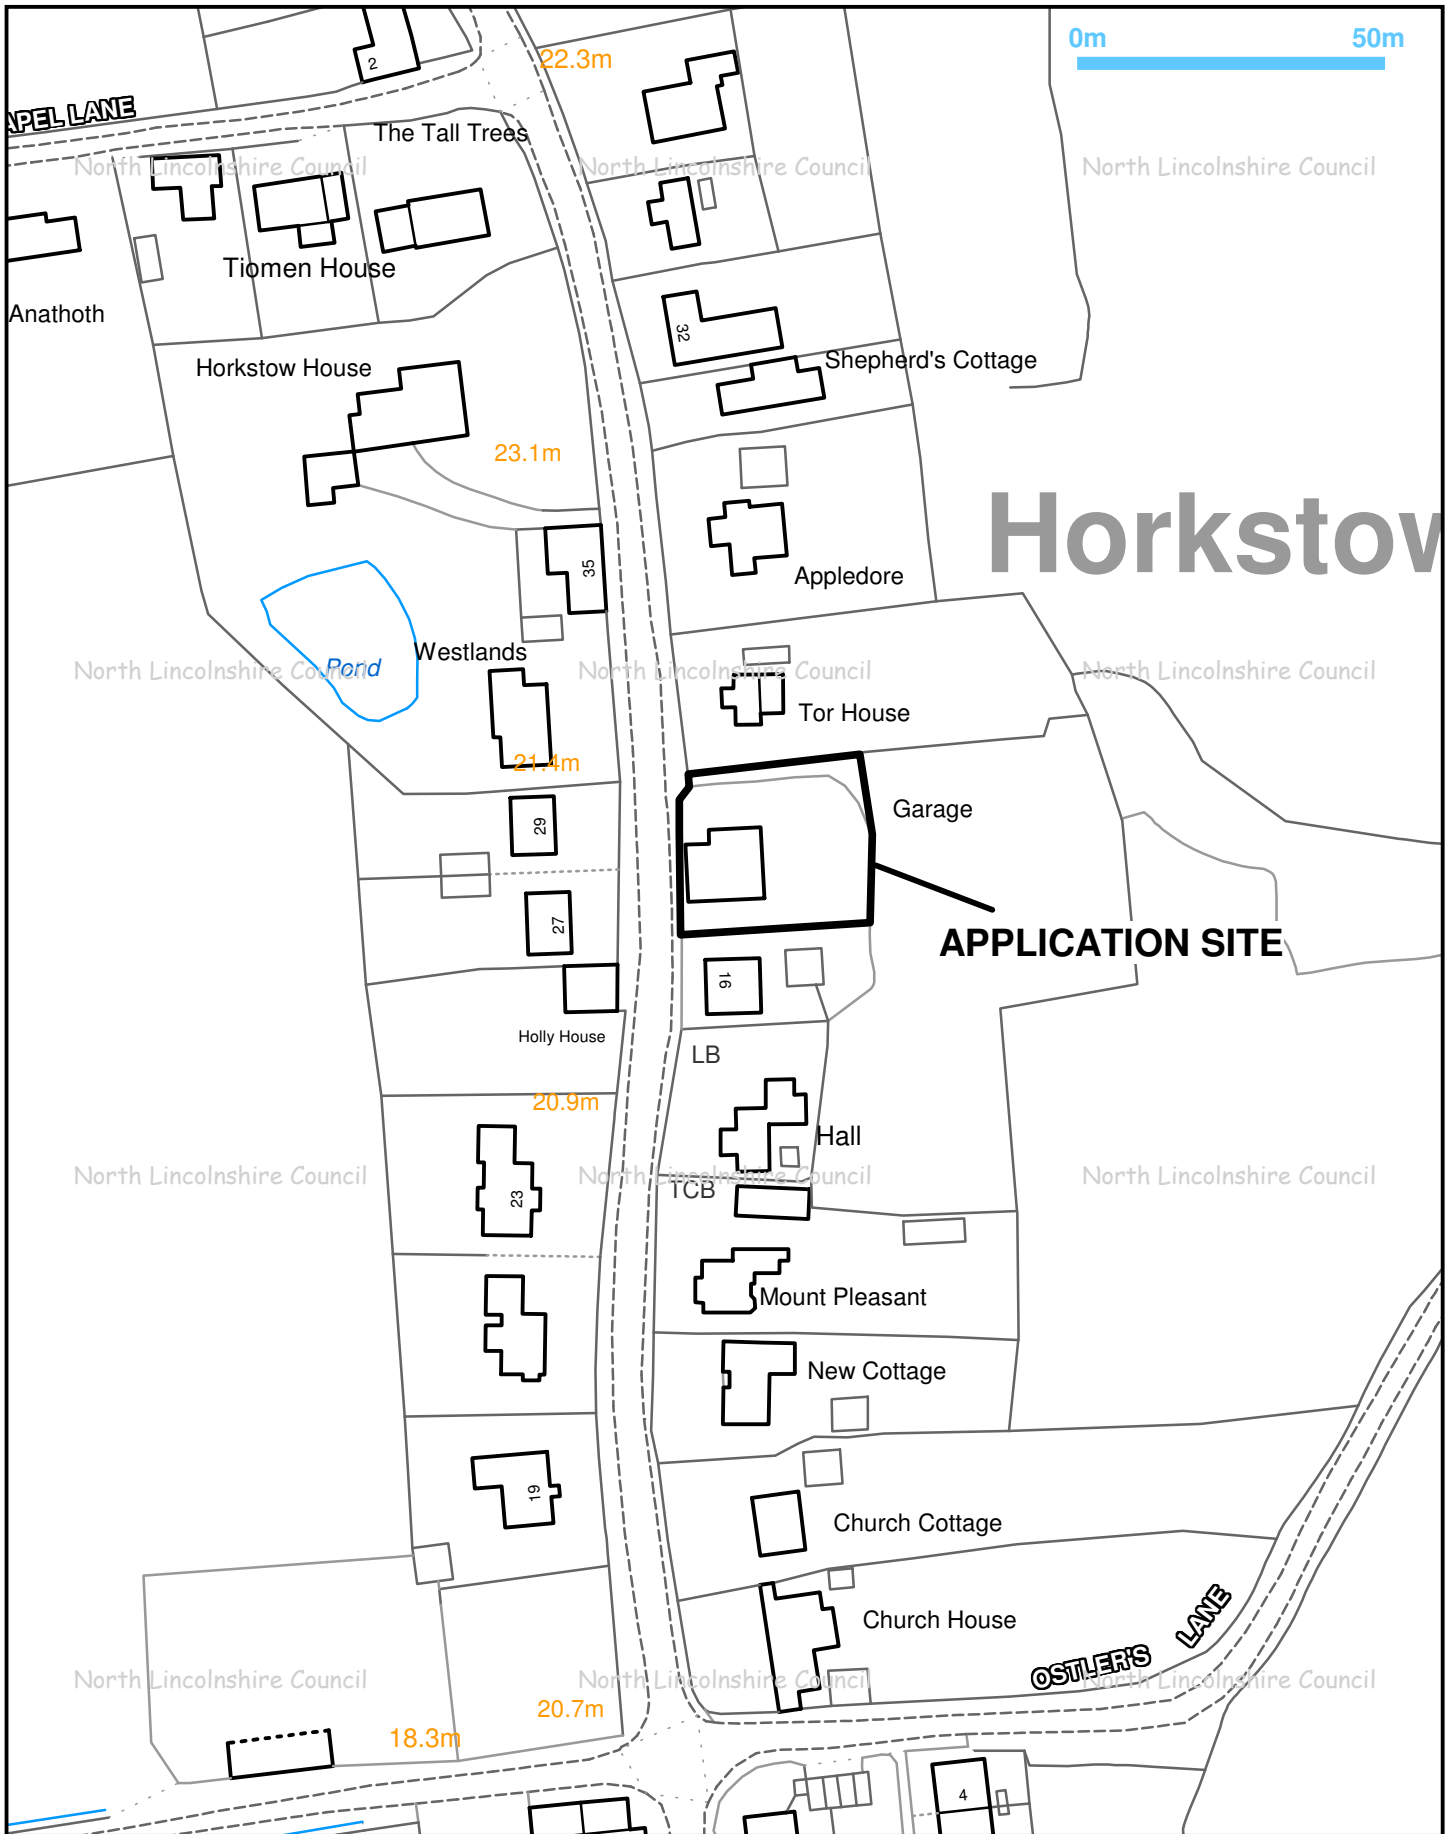 0m 50m
22.3m
2
APEL LANE
The Tall Trees
North Lincolnshire Council North Lincolnshire Council North Lincolnshire Council
Tiomen House
Anathoth
32
Shepherd's Cottage
Horkstow House
23.1m
Horkstow
35
Appledore
Westlands
Pond
North Lincolnshire Council North Lincolnshire Council North Lincolnshire Council
Tor House
21.4m
Garage
29
27
APPLICATION SITE
16
Holly House
LB
20.9m
Hall
North Lincolnshire Council North Lincolnshire Council North Lincolnshire Council
TCB
23
Mount Pleasant
New Cottage
19
Church Cottage
Church House
OSTLER'S LANE
North Lincolnshire Council North Lincolnshire Council North Lincolnshire Council
20.7m
18.3m
4